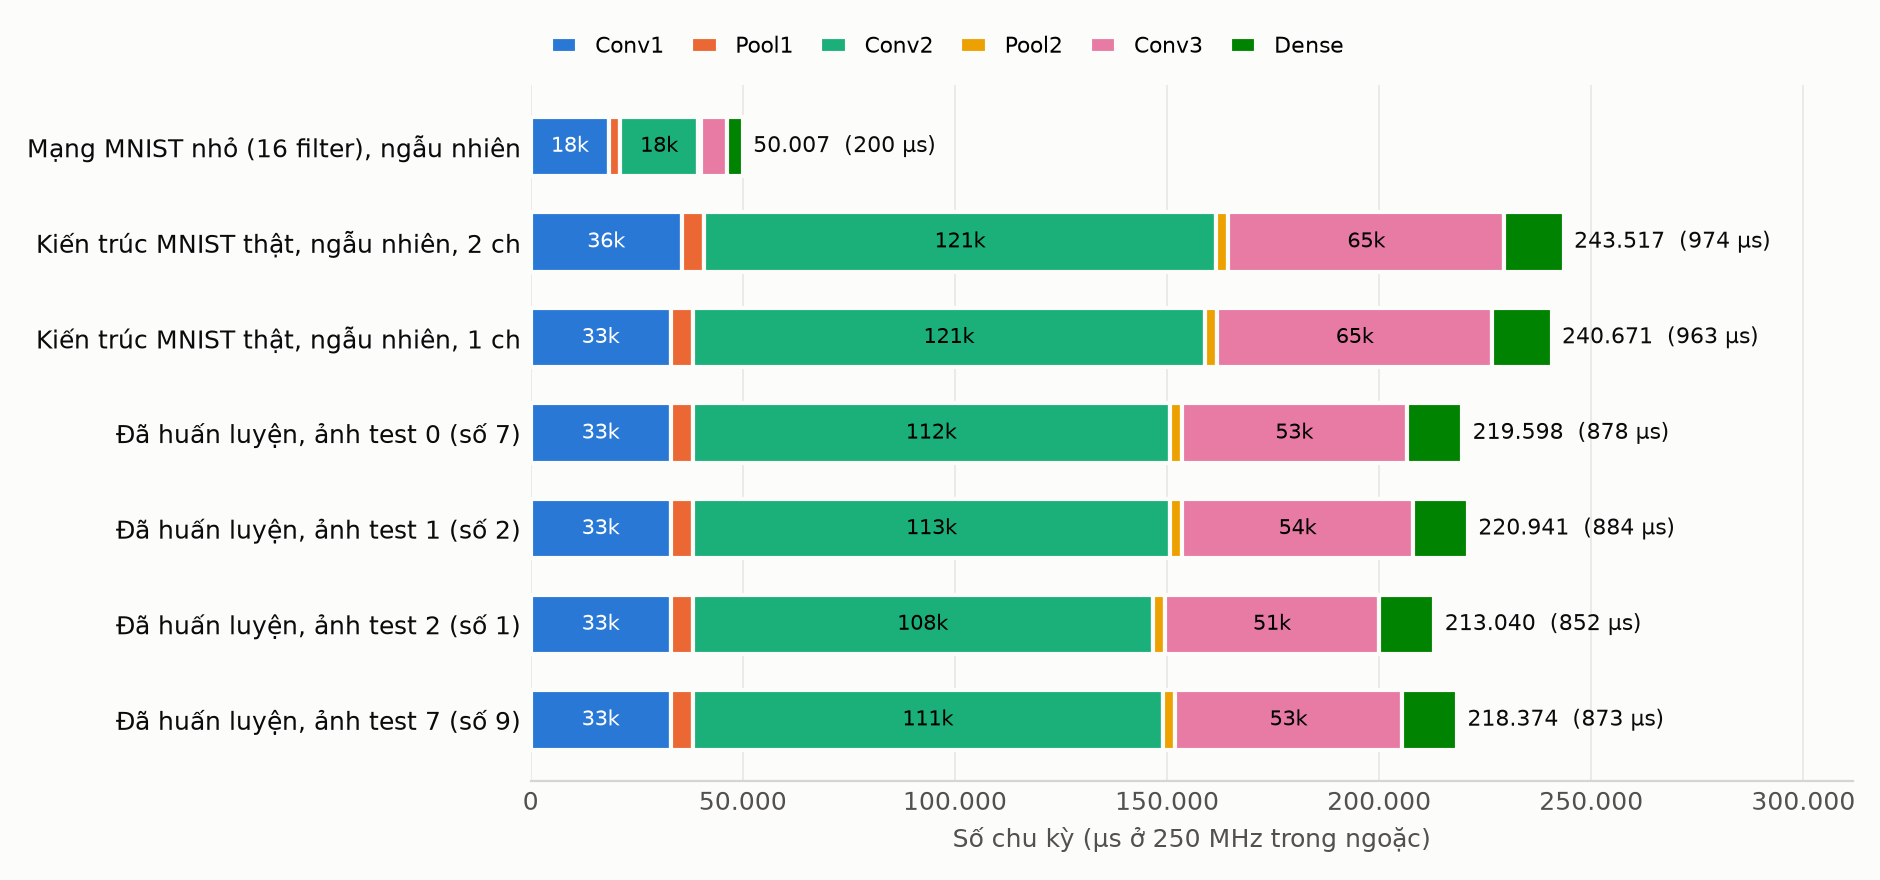 Conv1 Pool1 Conv2 Pool2 Conv3 Dense
Mạng MNIST nhỏ (16 filter), ngẫu nhiên 18k 18k 50.007 (200 µs)
Kiến trúc MNIST thật, ngẫu nhiên, 2 ch 36k 121k 65k 243.517 (974 µs)
Kiến trúc MNIST thật, ngẫu nhiên, 1 ch 33k 121k 65k 240.671 (963 µs)
Đã huấn luyện, ảnh test 0 (số 7) 33k 112k 53k 219.598 (878 µs)
Đã huấn luyện, ảnh test 1 (số 2) 33k 113k 54k 220.941 (884 µs)
Đã huấn luyện, ảnh test 2 (số 1) 33k 108k 51k 213.040 (852 µs)
Đã huấn luyện, ảnh test 7 (số 9) 33k 111k 53k 218.374 (873 µs)
0 50.000 100.000 150.000 200.000 250.000 300.000
Số chu kỳ (µs ở 250 MHz trong ngoặc)